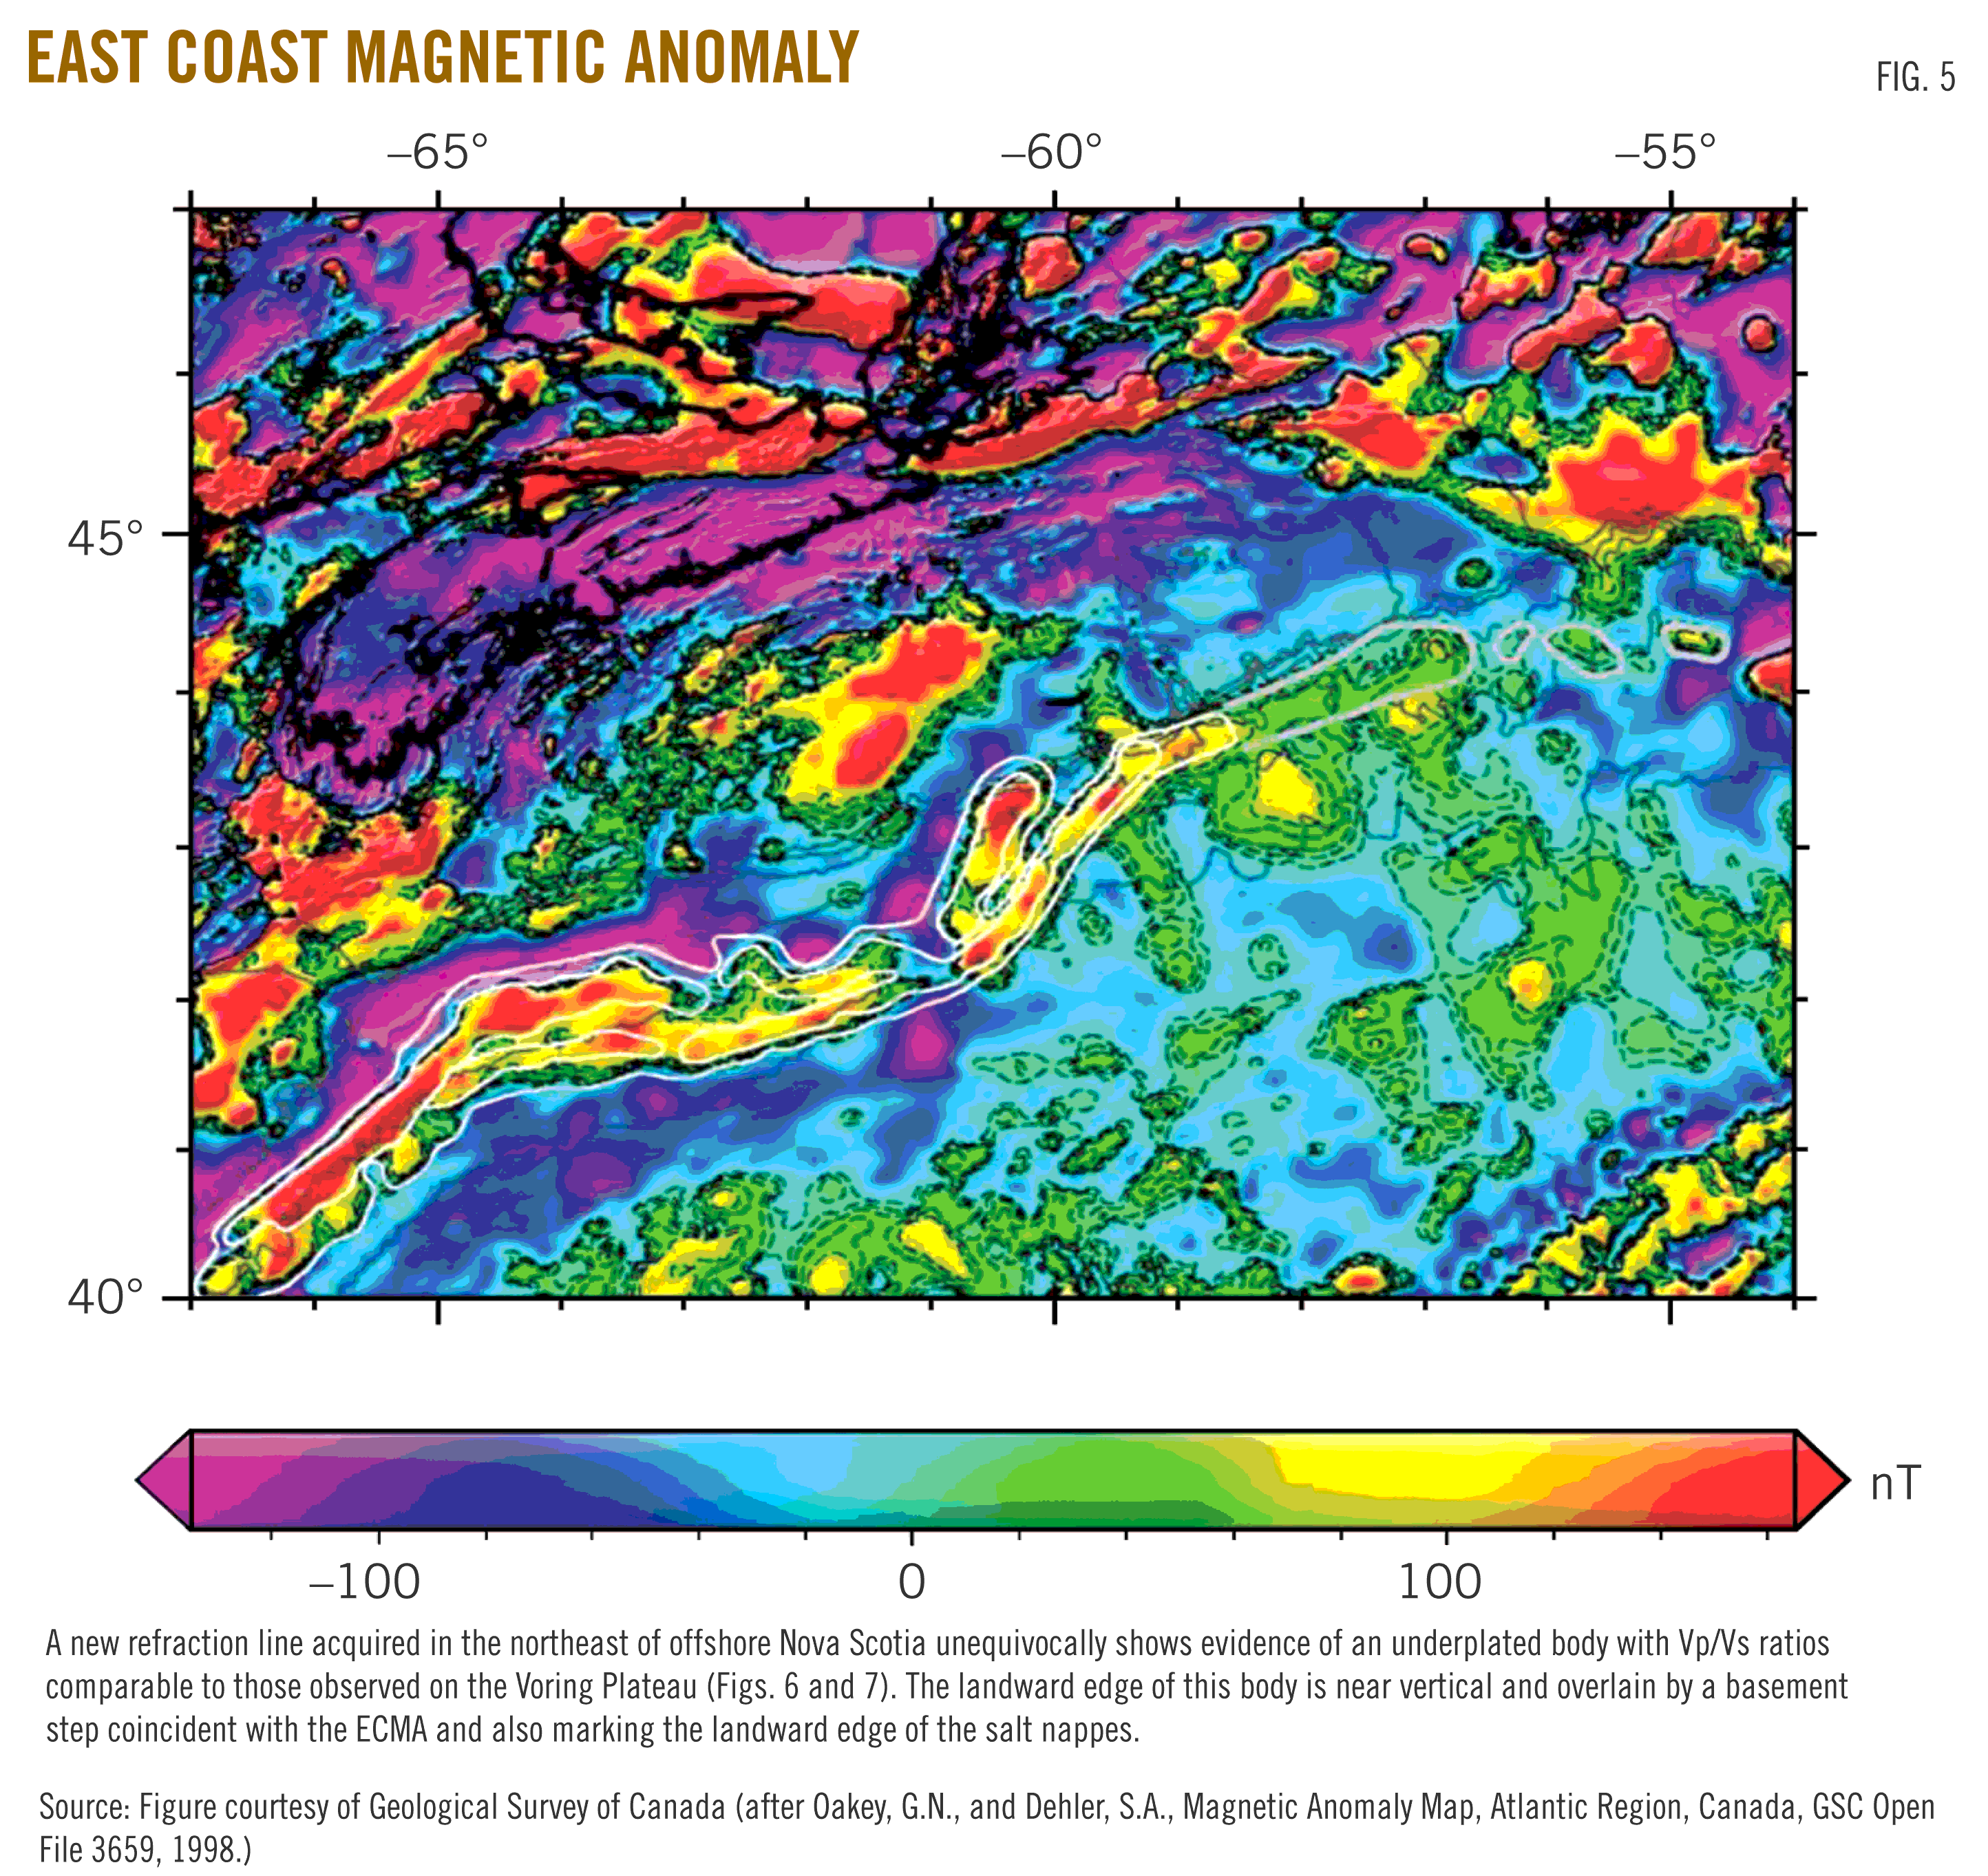 EAST COAST MAGNETIC ANOMALY
FIG. 5
–65° –60° –55°
45°
40°
nT
–100 0 100
A new refraction line acquired in the northeast of offshore Nova Scotia unequivocally shows evidence of an underplated body with Vp/Vs ratios
comparable to those observed on the Voring Plateau (Figs. 6 and 7). The landward edge of this body is near vertical and overlain by a basement
step coincident with the ECMA and also marking the landward edge of the salt nappes.
Source: Figure courtesy of Geological Survey of Canada (after Oakey, G.N., and Dehler, S.A., Magnetic Anomaly Map, Atlantic Region, Canada, GSC Open
File 3659, 1998.)